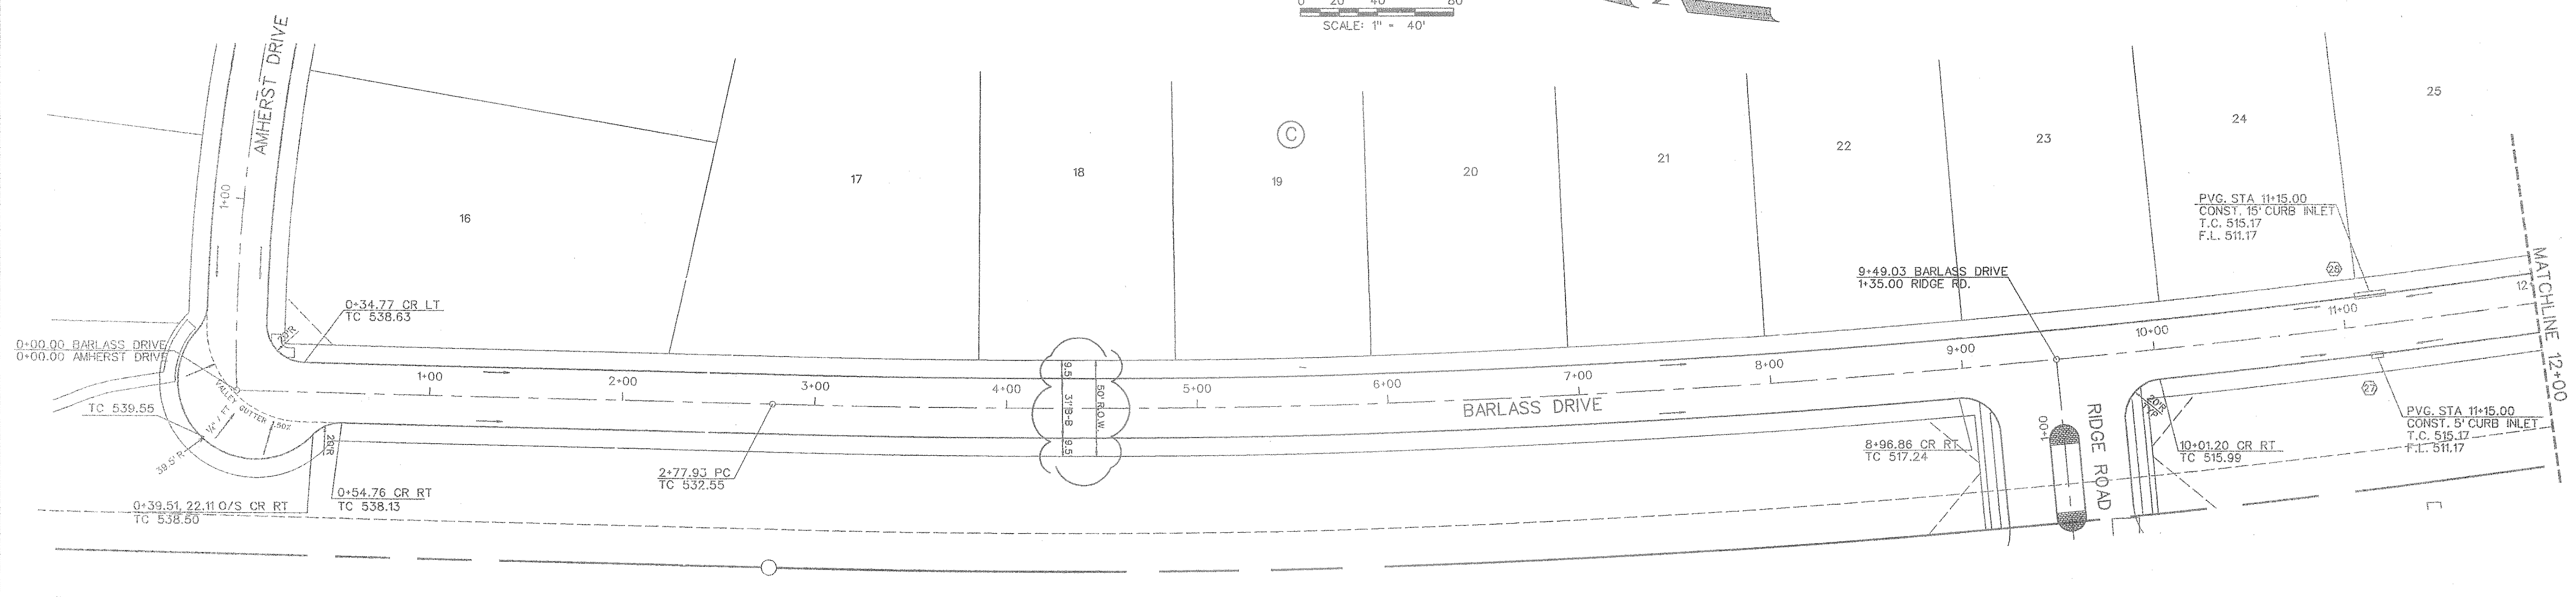 0 20 40 80
SCALE: 1" = 40'
N
AMHERST DRIVE
1+00
16
17
18
19
C
20
21
22
23
24
25
PVG. STA 11+15.00
CONST. 15' CURB INLET
T.C. 515.17
F.L. 511.17
28
9+49.03 BARLASS DRIVE
1+35.00 RIDGE RD.
MATCHLINE 12+00
0+34.77 CR LT
TC 538.63
20'R
0+00.00 BARLASS DRIVE
0+00.00 AMHERST DRIVE
1+00
2+00
3+00
4+00
5+00
6+00
7+00
8+00
9+00
10+00
11+00
12
9.5'
31' B-B
9.5'
50' R.O.W.
BARLASS DRIVE
VALLEY GUTTER
1/2" / 1'
TC 539.55
39.5' R
20'R
0+39.51, 22.11 O/S CR RT
TC 538.50
0+54.76 CR RT
TC 538.13
2+77.93 PC
TC 532.55
8+96.86 CR RT
TC 517.24
1+00
RIDGE ROAD
20'R
TYP
10+01.20 CR RT
TC 515.99
27
PVG. STA 11+15.00
CONST. 5' CURB INLET
T.C. 515.17
F.L. 511.17